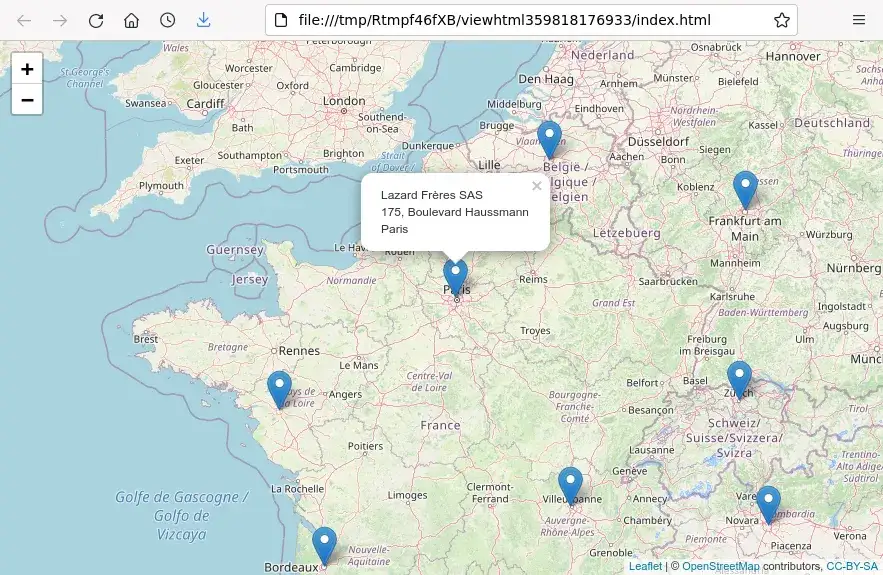 file:///tmp/Rtmpf46fXB/viewhtml359818176933/index.html
+
−
Wales
Peterborough
Nederland
Osnabrück
Hannover
St George's
Channel
Worcester
Cambridge
Den Haag
Arnhem
Münster
Bielefeld
Gloucester
Oxford
Swansea
Cardiff
London
Southend-
on-Sea
Middelburg
Eindhoven
Nordrhein-
Westfalen
Bath
Brugge
Kassel
Deutschland
Exeter
Southampton
Brighton
Dunkerque
Düsseldorf
Portsmouth
Strait
of Dover /
Lille
België /
Belgique /
Belgien
Aachen
Siegen
Bonn
Thüringen
Plymouth
Koblenz
Lazard Frères SAS
×
175, Boulevard Haussmann
Paris
Frankfurt am
Main
Würzburg
Lëtzebuerg
Guernsey
Le Hav
Rouen
Mannheim
Nürnberg
Jersey
Normandie
Paris
Reims
Saarbrücken
Karlsruhe
Grand Est
Baden-Württemberg
Ingolstadt
Augsburg
Brest
Bretagne
Rennes
Troyes
Freiburg
im Breisgau
Ulm
Le Mans
Centre-Val
de Loire
Belfort
Basel
Zürich
Pays de
la Loire
Angers
Bourgogne-
Franche-
Comté
Besançon
France
Schweiz/
Suisse/Svizzera/
Svizra
Tirol
Poitiers
Lausanne
Genève
Trentino-
Alto Adige/
La Rochelle
Limoges
Clermont-
Ferrand
Villeurbanne
Annecy
Varese
Golfe de Gascogne /
Golfo de
Vizcaya
Auvergne-
Rhône-Alpes
Chambéry
Novara
Lombardia
Verona
Bordeaux
Nouvelle-
Aquitaine
Grenoble
Piemonte
Piacenza
Leaflet | © OpenStreetMap contributors, CC-BY-SA